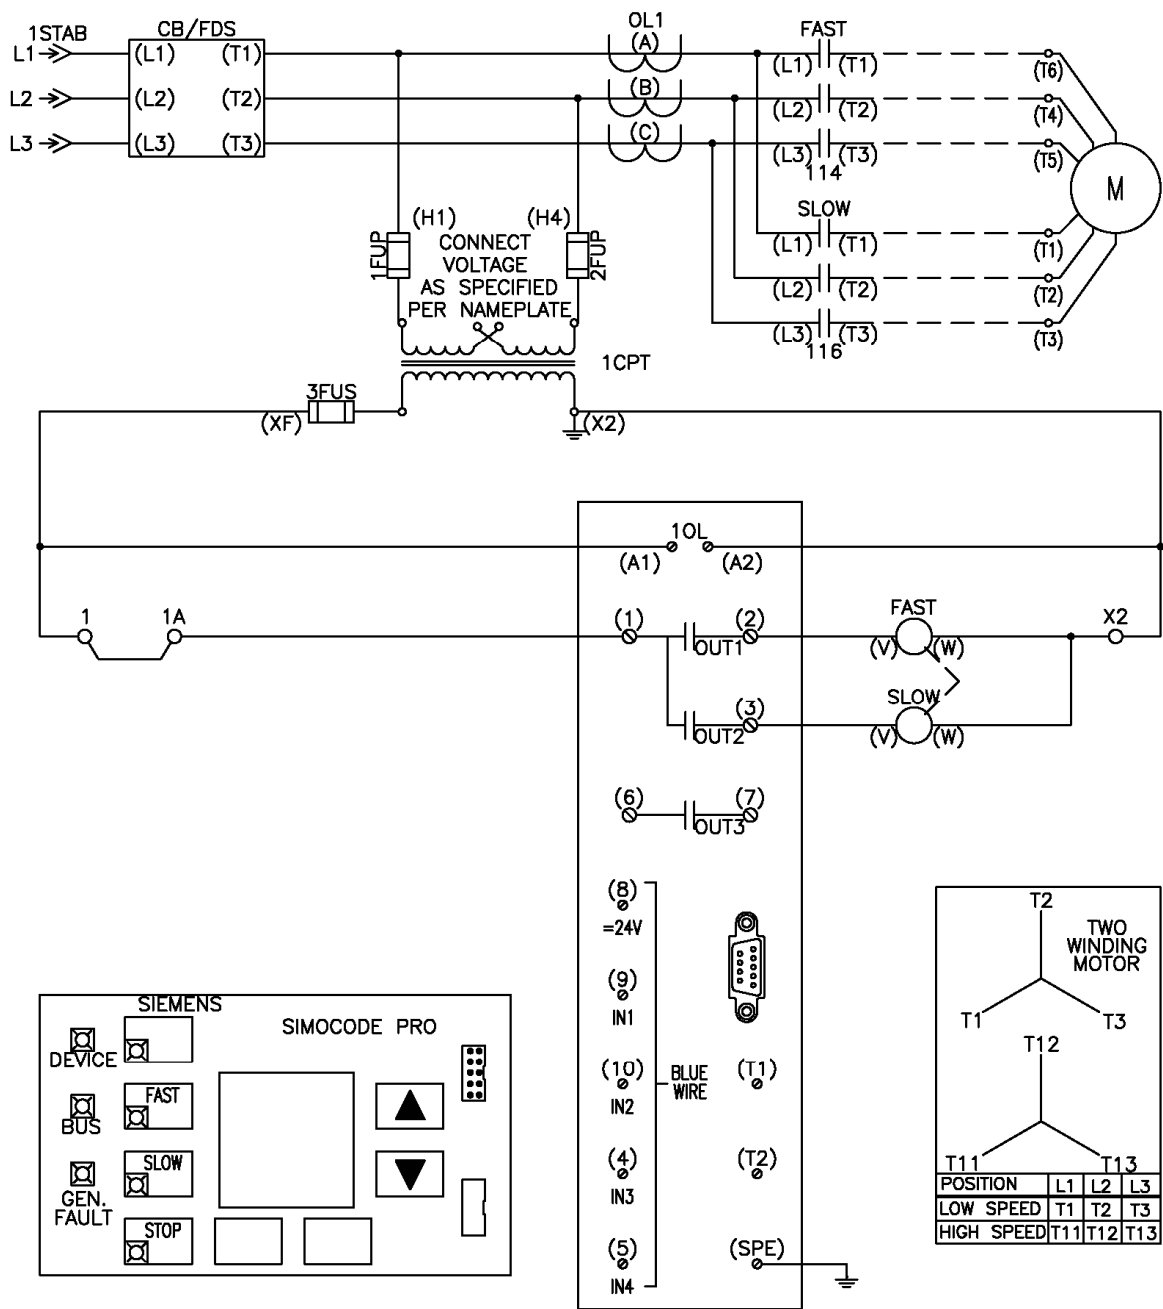 1STAB
CB/FDS
OL1
FAST
L1
(L1)
(T1)
(A)
(L1)
(T1)
(T6)
L2
(L2)
(T2)
(B)
(L2)
(T2)
(T4)
L3
(L3)
(T3)
(C)
(L3)
(T3)
(T5)
114
M
SLOW
(L1)
(T1)
(T1)
(L2)
(T2)
(T2)
(L3)
(T3)
(T3)
116
(H1)
(H4)
1FUP
2FUP
CONNECT
VOLTAGE
AS SPECIFIED
PER NAMEPLATE
1CPT
3FUS
(XF)
(X2)
1OL
(A1)
(A2)
1
1A
(1)
(2)
OUT1
FAST
(V)
(W)
X2
(3)
OUT2
SLOW
(V)
(W)
(6)
(7)
OUT3
(8)
=24V
(9)
IN1
(10)
IN2
(4)
IN3
(5)
IN4
BLUE
WIRE
(T1)
(T2)
(SPE)
SIEMENS
SIMOCODE PRO
DEVICE
BUS
GEN.
FAULT
FAST
SLOW
STOP
T2
TWO
WINDING
MOTOR
T1
T3
T12
T11
T13
POSITION L1 L2 L3
LOW SPEED T1 T2 T3
HIGH SPEED T11 T12 T13